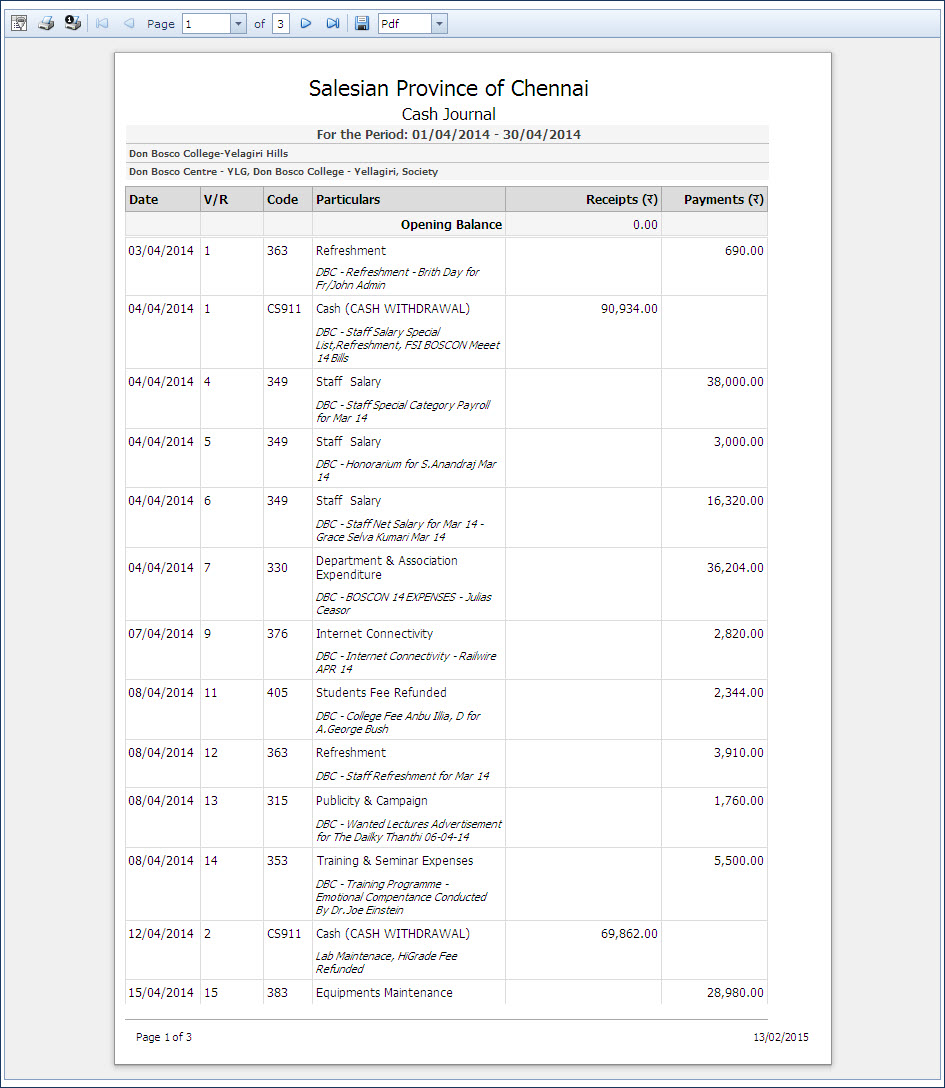 Page 1 of 3 Pdf
Salesian Province of Chennai
Cash Journal
For the Period: 01/04/2014 - 30/04/2014
Don Bosco College-Yelagiri Hills
Don Bosco Centre - YLG, Don Bosco College - Yellagiri, Society
Date V/R Code Particulars Receipts (₹) Payments (₹)
Opening Balance 0.00
03/04/2014 1 363 Refreshment 690.00
DBC - Refreshment - Brith Day for
Fr/John Admin
04/04/2014 1 CS911 Cash (CASH WITHDRAWAL) 90,934.00
DBC - Staff Salary Special
List,Refreshment, FSI BOSCON Meeet
14 Bills
04/04/2014 4 349 Staff Salary 38,000.00
DBC - Staff Special Category Payroll
for Mar 14
04/04/2014 5 349 Staff Salary 3,000.00
DBC - Honorarium for S.Anandraj Mar
14
04/04/2014 6 349 Staff Salary 16,320.00
DBC - Staff Net Salary for Mar 14 -
Grace Selva Kumari Mar 14
04/04/2014 7 330 Department & Association
Expenditure 36,204.00
DBC - BOSCON 14 EXPENSES - Julias
Ceasor
07/04/2014 9 376 Internet Connectivity 2,820.00
DBC - Internet Connectivity - Railwire
APR 14
08/04/2014 11 405 Students Fee Refunded 2,344.00
DBC - College Fee Anbu Illia, D for
A.George Bush
08/04/2014 12 363 Refreshment 3,910.00
DBC - Staff Refreshment for Mar 14
08/04/2014 13 315 Publicity & Campaign 1,760.00
DBC - Wanted Lectures Advertisement
for The Dailky Thanthi 06-04-14
08/04/2014 14 353 Training & Seminar Expenses 5,500.00
DBC - Training Programme -
Emotional Compentance Conducted
By Dr.Joe Einstein
12/04/2014 2 CS911 Cash (CASH WITHDRAWAL) 69,862.00
Lab Maintenace, HiGrade Fee
Refunded
15/04/2014 15 383 Equipments Maintenance 28,980.00
Page 1 of 3 13/02/2015